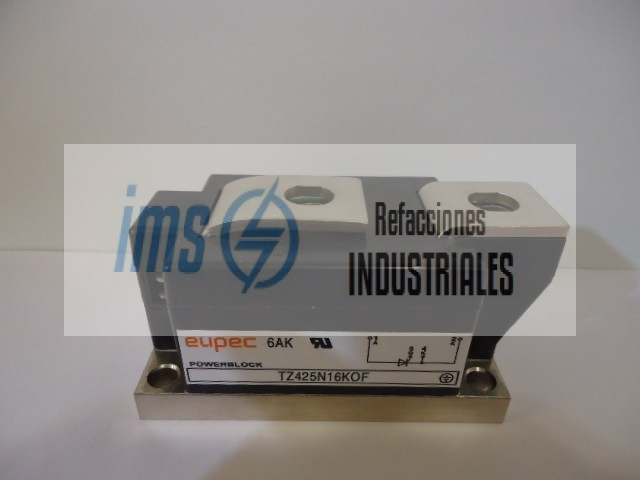 ims
Refacciones
INDUSTRIALES
eupec 6AK
POWERBLOCK
TZ425N16KOF